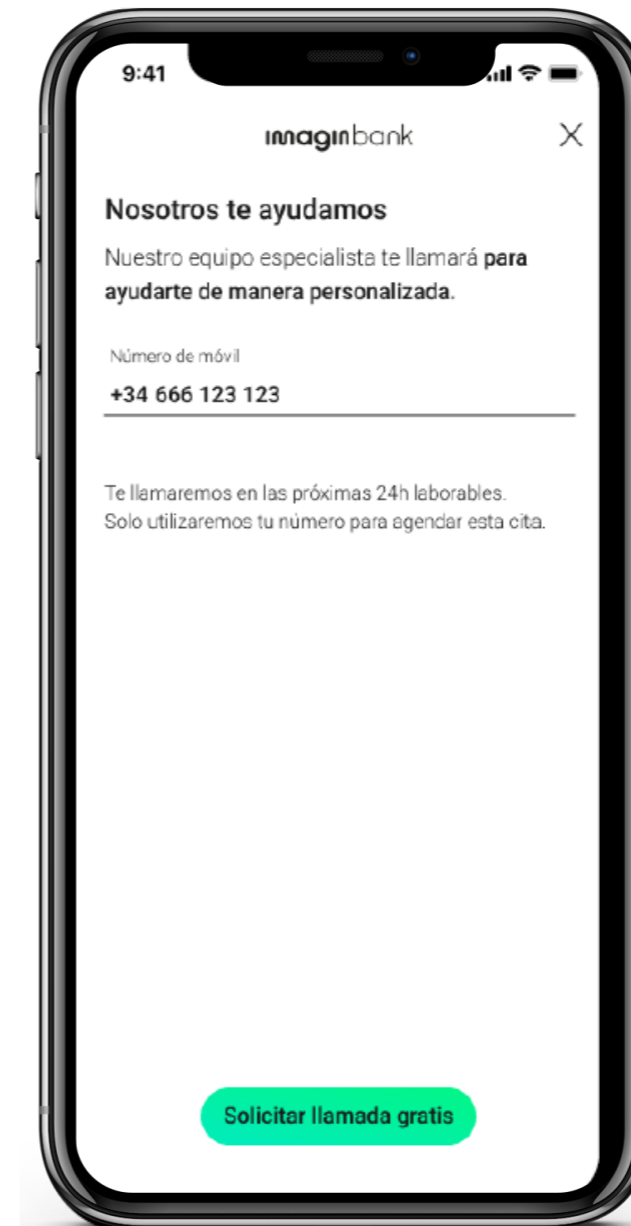 9:41
imaginbank
Nosotros te ayudamos
Nuestro equipo especialista te llamará para
ayudarte de manera personalizada.
Número de móvil
+34 666 123 123
Te llamaremos en las próximas 24h laborables.
Solo utilizaremos tu número para agendar esta cita.
Solicitar llamada gratis